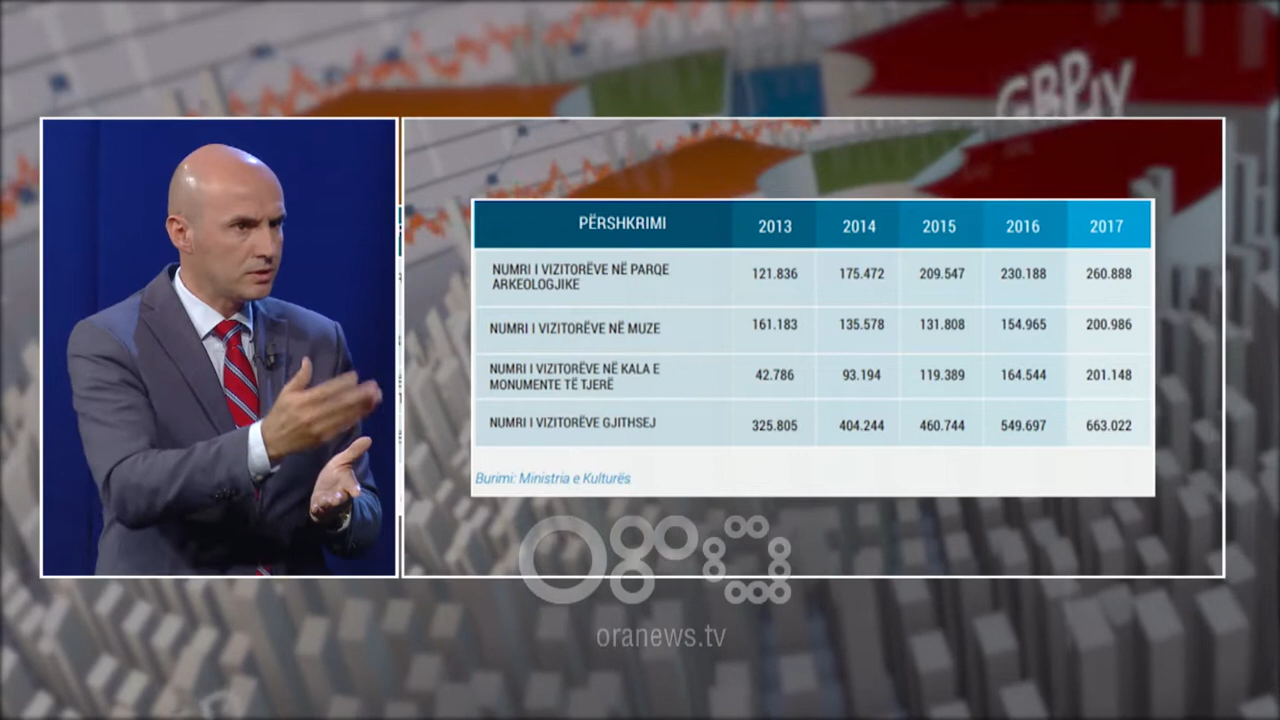 GBPJY
PËRSHKRIMI 2013 2014 2015 2016 2017
NUMRI I VIZITORËVE NË PARQE
ARKEOLOGJIKE
121.836 175.472 209.547 230.188 260.888
NUMRI I VIZITORËVE NË MUZE 161.183 135.578 131.808 154.965 200.986
NUMRI I VIZITORËVE NË KALA E
MONUMENTE TË TJERË
42.786 93.194 119.389 164.544 201.148
NUMRI I VIZITORËVE GJITHSEJ 325.805 404.244 460.744 549.697 663.022
Burimi: Ministria e Kulturës
oranews.tv